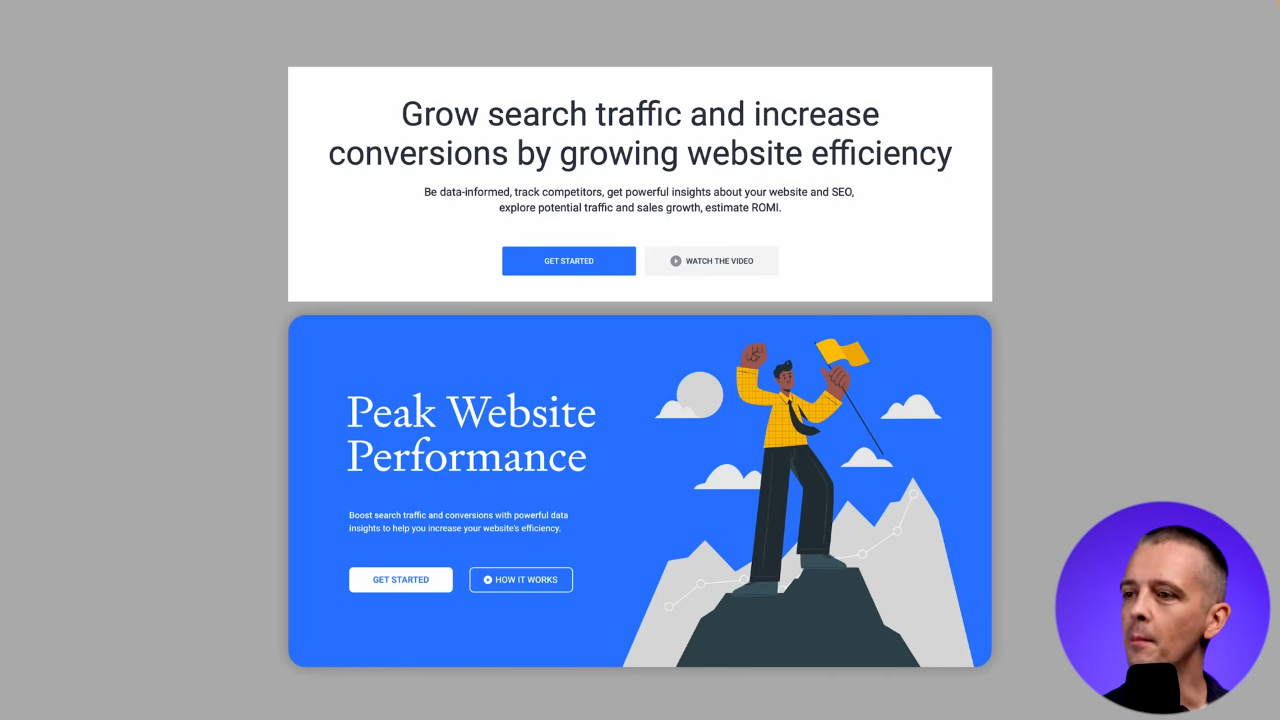 Grow search traffic and increase
conversions by growing website efficiency
Be data-informed, track competitors, get powerful insights about your website and SEO,
explore potential traffic and sales growth, estimate ROMI.
GET STARTED
WATCH THE VIDEO
Peak Website
Performance
Boost search traffic and conversions with powerful data
insights to help you increase your website's efficiency.
GET STARTED
HOW IT WORKS